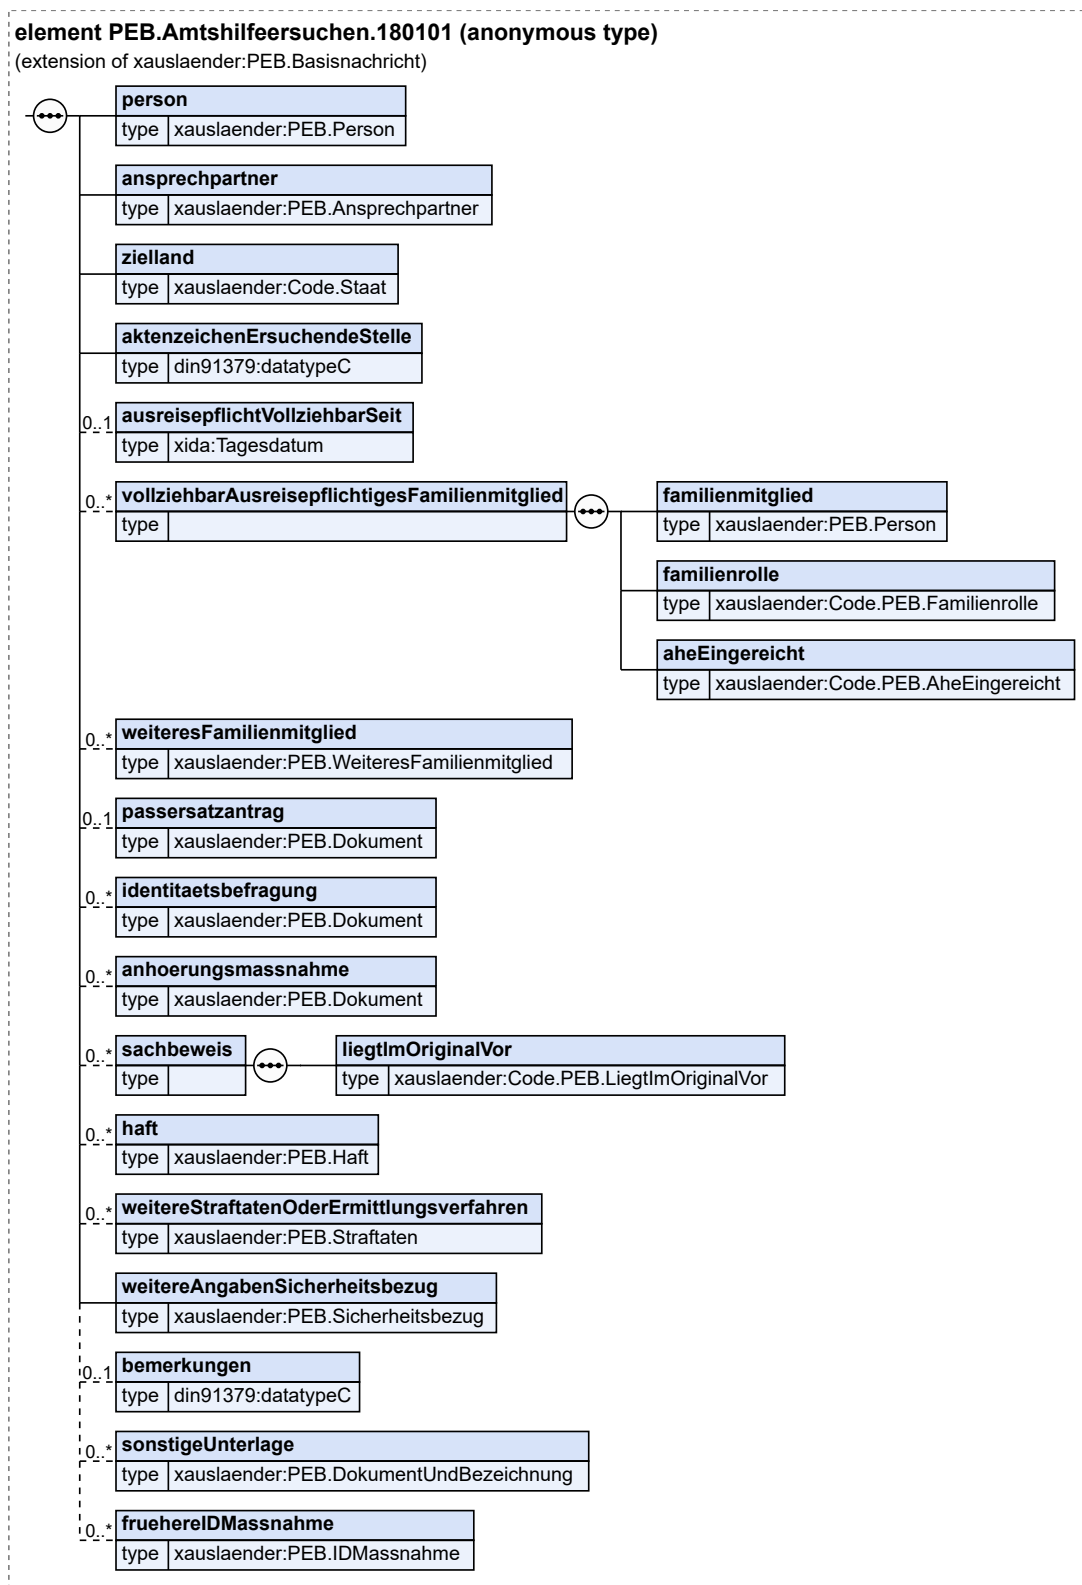 element PEB.Amtshilfeersuchen.180101 (anonymous type)
(extension of xauslaender:PEB.Basisnachricht)
person
type xauslaender:PEB.Person
ansprechpartner
type xauslaender:PEB.Ansprechpartner
zielland
type xauslaender:Code.Staat
aktenzeichenErsuchendeStelle
type din91379:datatypeC
0..1 ausreisepflichtVollziehbarSeit
type xida:Tagesdatum
0..* vollziehbarAusreisepflichtigesFamilienmitglied
type
familienmitglied
type xauslaender:PEB.Person
familienrolle
type xauslaender:Code.PEB.Familienrolle
aheEingereicht
type xauslaender:Code.PEB.AheEingereicht
0..* weiteresFamilienmitglied
type xauslaender:PEB.WeiteresFamilienmitglied
0..1 passersatzantrag
type xauslaender:PEB.Dokument
0..* identitaetsbefragung
type xauslaender:PEB.Dokument
0..* anhoerungsmassnahme
type xauslaender:PEB.Dokument
0..* sachbeweis
type
liegtImOriginalVor
type xauslaender:Code.PEB.LiegtImOriginalVor
0..* haft
type xauslaender:PEB.Haft
0..* weitereStraftatenOderErmittlungsverfahren
type xauslaender:PEB.Straftaten
weitereAngabenSicherheitsbezug
type xauslaender:PEB.Sicherheitsbezug
0..1 bemerkungen
type din91379:datatypeC
0..* sonstigeUnterlage
type xauslaender:PEB.DokumentUndBezeichnung
0..* fruehereIDMassnahme
type xauslaender:PEB.IDMassnahme